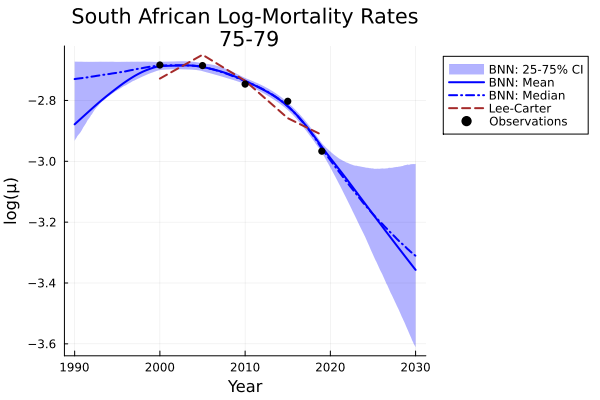 South African Log-Mortality Rates
75-79
BNN: 25-75% CI
BNN: Mean
BNN: Median
Lee-Carter
Observations
log(μ)
−2.8
−3.0
−3.2
−3.4
−3.6
1990 2000 2010 2020 2030
Year